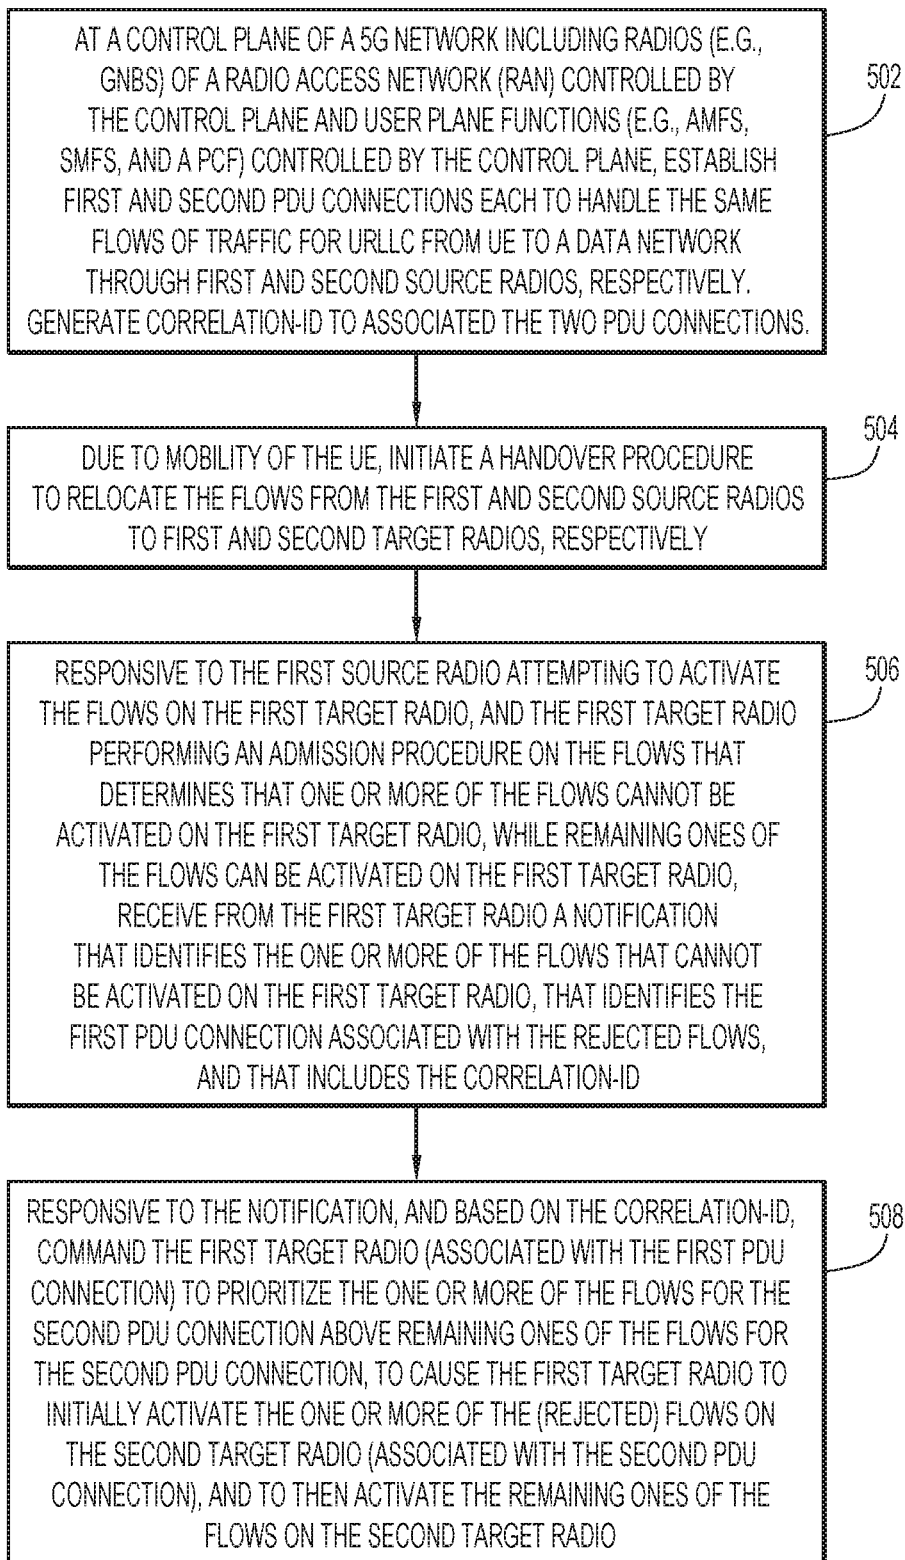 AT A CONTROL PLANE OF A 5G NETWORK INCLUDING RADIOS (E.G.,
GNBS) OF A RADIO ACCESS NETWORK (RAN) CONTROLLED BY
THE CONTROL PLANE AND USER PLANE FUNCTIONS (E.G., AMFS,
SMFS, AND A PCF) CONTROLLED BY THE CONTROL PLANE, ESTABLISH
FIRST AND SECOND PDU CONNECTIONS EACH TO HANDLE THE SAME
FLOWS OF TRAFFIC FOR URLLC FROM UE TO A DATA NETWORK
THROUGH FIRST AND SECOND SOURCE RADIOS, RESPECTIVELY.
GENERATE CORRELATION-ID TO ASSOCIATED THE TWO PDU CONNECTIONS.
502
DUE TO MOBILITY OF THE UE, INITIATE A HANDOVER PROCEDURE
TO RELOCATE THE FLOWS FROM THE FIRST AND SECOND SOURCE RADIOS
TO FIRST AND SECOND TARGET RADIOS, RESPECTIVELY
504
RESPONSIVE TO THE FIRST SOURCE RADIO ATTEMPTING TO ACTIVATE
THE FLOWS ON THE FIRST TARGET RADIO, AND THE FIRST TARGET RADIO
PERFORMING AN ADMISSION PROCEDURE ON THE FLOWS THAT
DETERMINES THAT ONE OR MORE OF THE FLOWS CANNOT BE
ACTIVATED ON THE FIRST TARGET RADIO, WHILE REMAINING ONES OF
THE FLOWS CAN BE ACTIVATED ON THE FIRST TARGET RADIO,
RECEIVE FROM THE FIRST TARGET RADIO A NOTIFICATION
THAT IDENTIFIES THE ONE OR MORE OF THE FLOWS THAT CANNOT
BE ACTIVATED ON THE FIRST TARGET RADIO, THAT IDENTIFIES THE
FIRST PDU CONNECTION ASSOCIATED WITH THE REJECTED FLOWS,
AND THAT INCLUDES THE CORRELATION-ID
506
RESPONSIVE TO THE NOTIFICATION, AND BASED ON THE CORRELATION-ID,
COMMAND THE FIRST TARGET RADIO (ASSOCIATED WITH THE FIRST PDU
CONNECTION) TO PRIORITIZE THE ONE OR MORE OF THE FLOWS FOR THE
SECOND PDU CONNECTION ABOVE REMAINING ONES OF THE FLOWS FOR
THE SECOND PDU CONNECTION, TO CAUSE THE FIRST TARGET RADIO TO
INITIALLY ACTIVATE THE ONE OR MORE OF THE (REJECTED) FLOWS ON
THE SECOND TARGET RADIO (ASSOCIATED WITH THE SECOND PDU
CONNECTION), AND TO THEN ACTIVATE THE REMAINING ONES OF THE
FLOWS ON THE SECOND TARGET RADIO
508